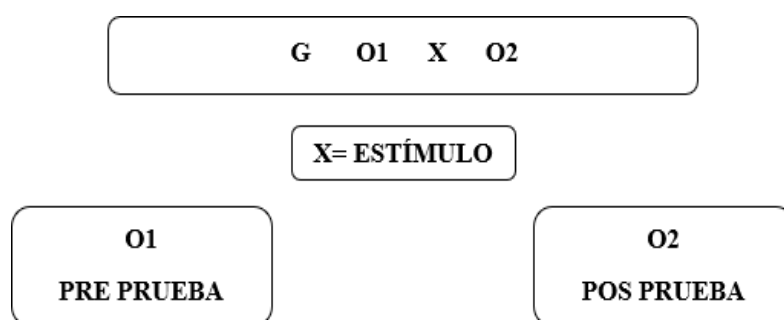 G O1 X O2
X= ESTÍMULO
O1
PRE PRUEBA
O2
POS PRUEBA